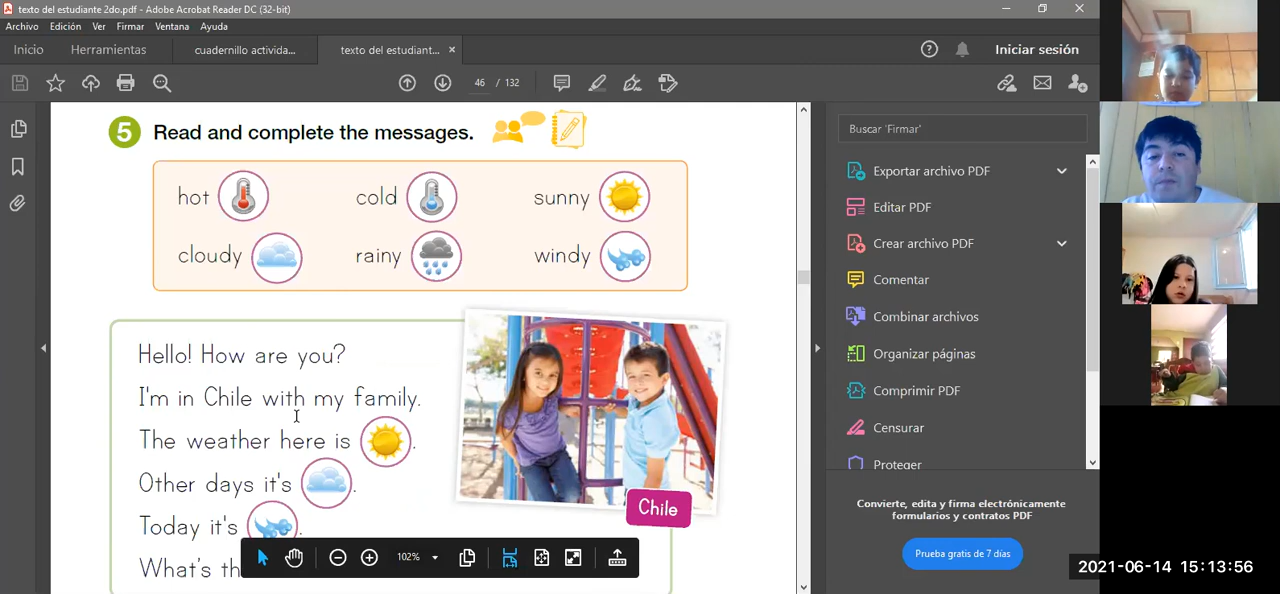 texto del estudiante 2do.pdf - Adobe Acrobat Reader DC (32-bit)
Archivo Edición Ver Firmar Ventana Ayuda
Inicio Herramientas cuadernillo activida... texto del estudiant... × Iniciar sesión
46 / 132
5 Read and complete the messages.
hot cold sunny
cloudy rainy windy
Hello! How are you?
I'm in Chile with my family.
The weather here is .
Other days it's .
Today it's .
What's th
Chile
102%
Buscar 'Firmar'
Exportar archivo PDF
Editar PDF
Crear archivo PDF
Comentar
Combinar archivos
Organizar páginas
Comprimir PDF
Censurar
Proteger
Convierte, edita y firma electrónicamente
formularios y contratos PDF
Prueba gratis de 7 días
2021-06-14 15:13:56